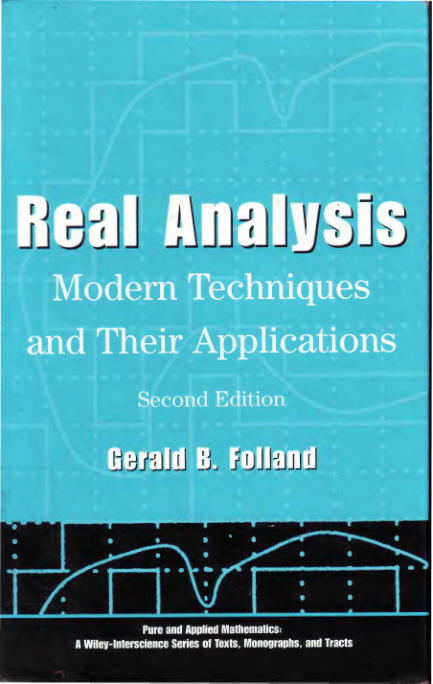 Real Analysis
Modern Techniques
and Their Applications
Second Edition
Gerald B. Folland
Pure and Applied Mathematics:
A Wiley-Interscience Series of Texts, Monographs, and Tracts